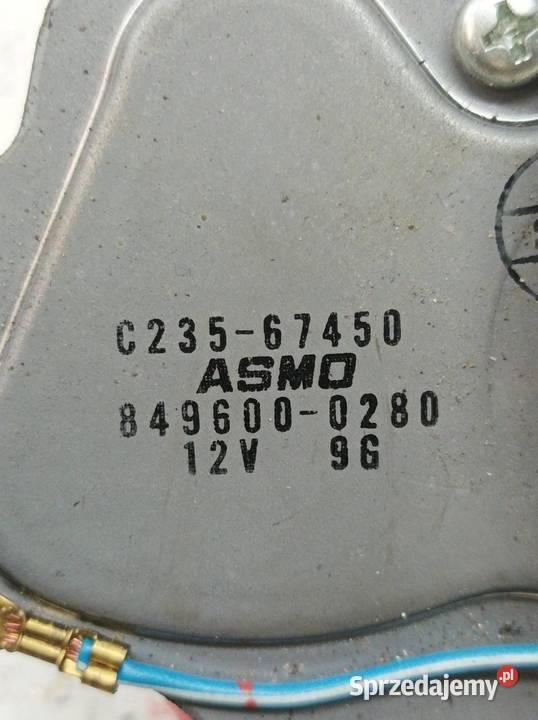 C235-67450
ASMO
849600-0280
12V 9G
Sprzedajemy.pl